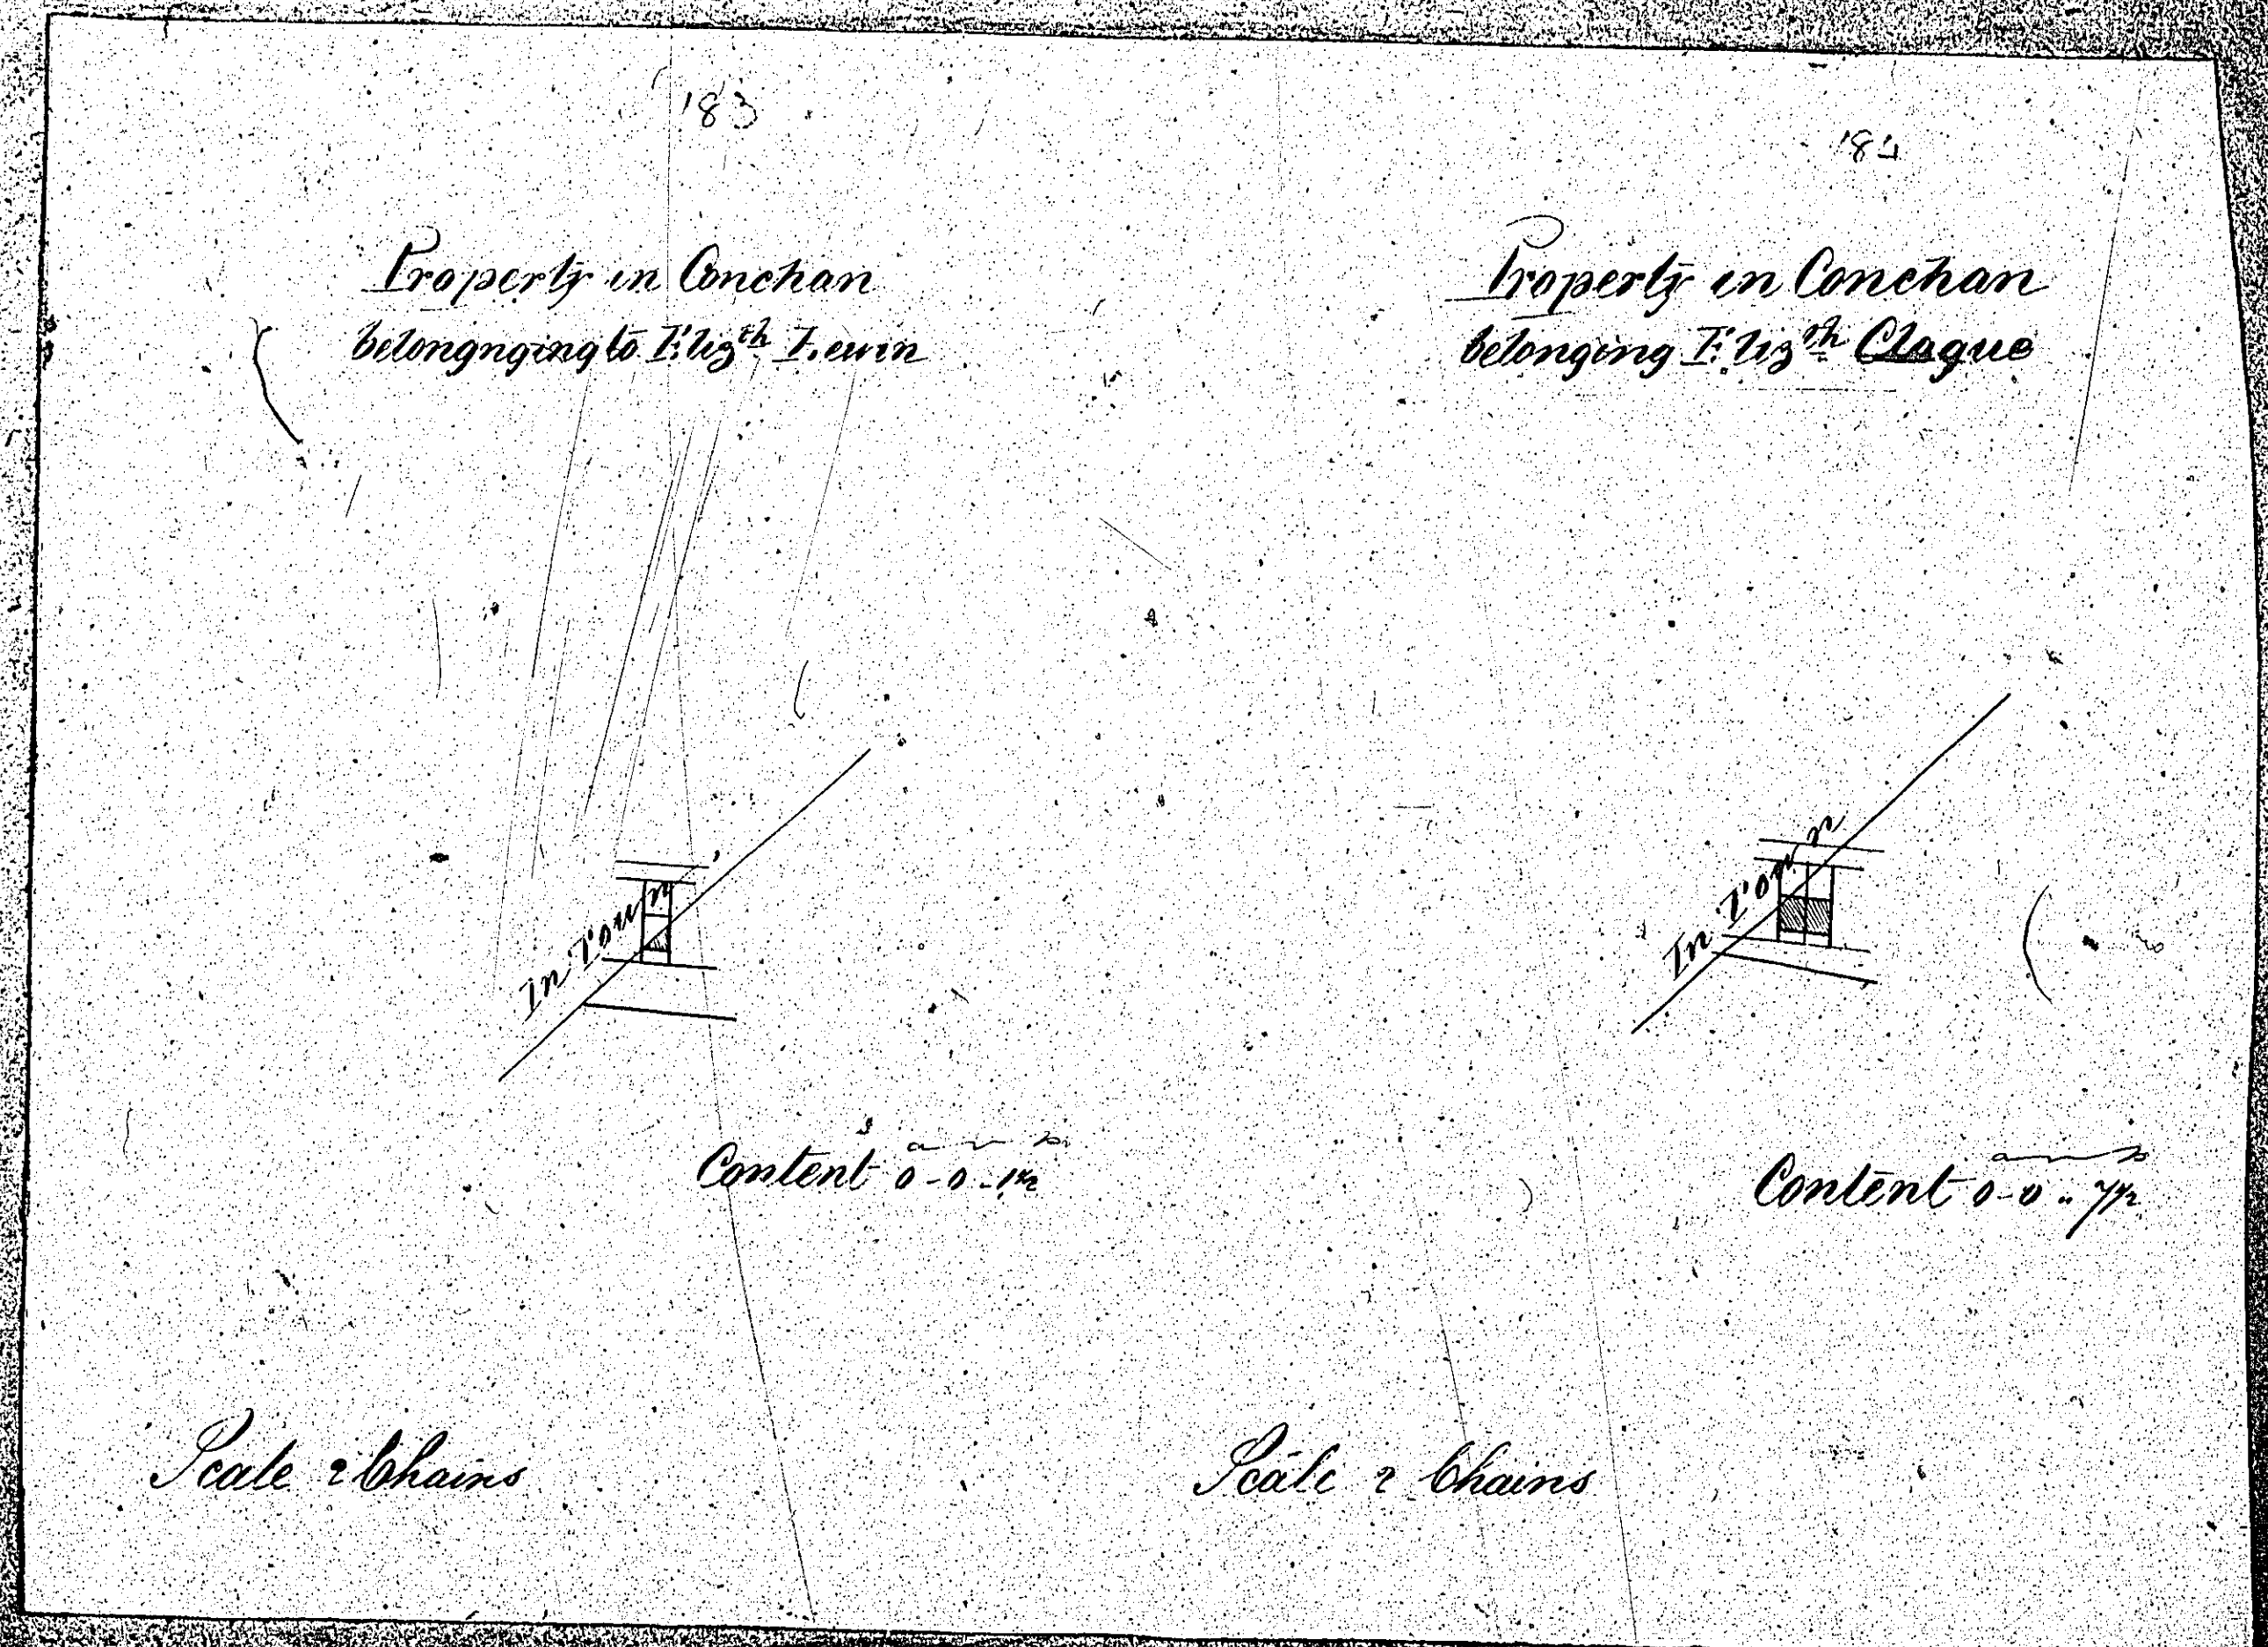 183
Property in Conchan
belongnging to Elizth Lewin
In Town
a r p
Content 0-0-1½
Scale 2 Chains
184
Property in Conchan
belonging Elizth Clague
In Town
a r p
Content 0-0..7½
Scale 2 Chains